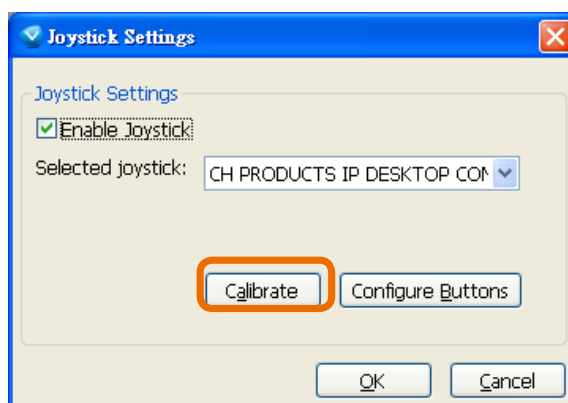 Joystick Settings
Joystick Settings
Enable Joystick
Selected joystick: CH PRODUCTS IP DESKTOP CON
Calibrate Configure Buttons
OK Cancel